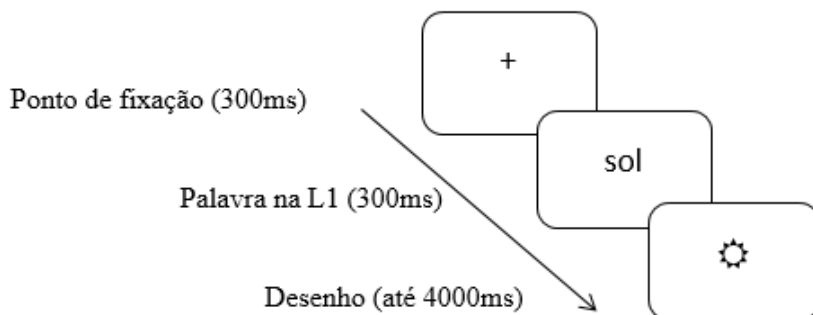 +
Ponto de fixação (300ms)
sol
Palavra na L1 (300ms)
Desenho (até 4000ms)